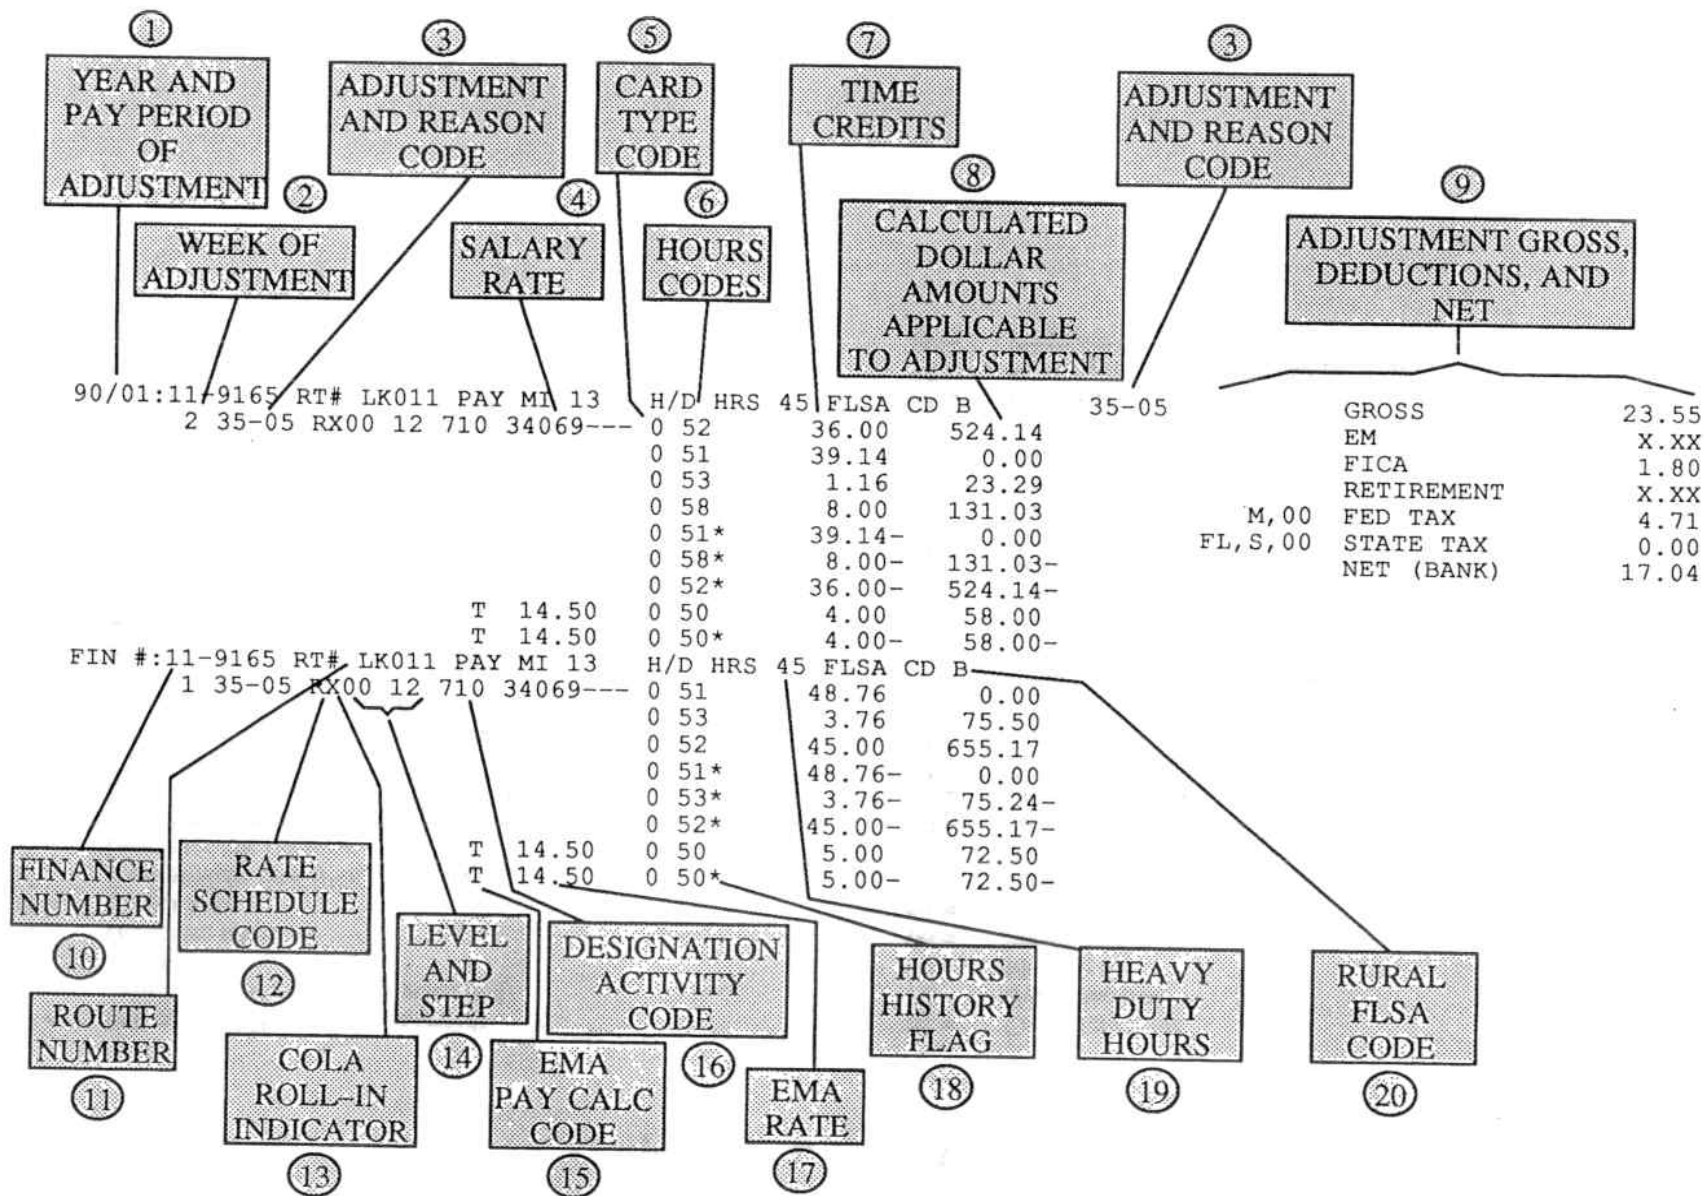 1
YEAR AND
PAY PERIOD
OF
ADJUSTMENT
2
WEEK OF
ADJUSTMENT
3
ADJUSTMENT
AND REASON
CODE
4
SALARY
RATE
5
CARD
TYPE
CODE
6
HOURS
CODES
7
TIME
CREDITS
8
CALCULATED
DOLLAR
AMOUNTS
APPLICABLE
TO ADJUSTMENT
3
ADJUSTMENT
AND REASON
CODE
9
ADJUSTMENT GROSS,
DEDUCTIONS, AND
NET
90/01:11-9165 RT# LK011 PAY MI 13 H/D HRS 45 FLSA CD B 35-05
2 35-05 RX00 12 710 34069--- 0 52 36.00 524.14
0 51 39.14 0.00
0 53 1.16 23.29
0 58 8.00 131.03
0 51* 39.14- 0.00
0 58* 8.00- 131.03-
0 52* 36.00- 524.14-
T 14.50 0 50 4.00 58.00
T 14.50 0 50* 4.00- 58.00-
GROSS 23.55
EM X.XX
FICA 1.80
RETIREMENT X.XX
M,00 FED TAX 4.71
FL,S,00 STATE TAX 0.00
NET (BANK) 17.04
FIN #:11-9165 RT# LK011 PAY MI 13 H/D HRS 45 FLSA CD B
1 35-05 RX00 12 710 34069--- 0 51 48.76 0.00
0 53 3.76 75.50
0 52 45.00 655.17
0 51* 48.76- 0.00
0 53* 3.76- 75.24-
0 52* 45.00- 655.17-
T 14.50 0 50 5.00 72.50
T 14.50 0 50* 5.00- 72.50-
FINANCE
NUMBER
10
ROUTE
NUMBER
11
RATE
SCHEDULE
CODE
12
COLA
ROLL-IN
INDICATOR
13
LEVEL
AND
STEP
14
EMA
PAY CALC
CODE
15
DESIGNATION
ACTIVITY
CODE
16
EMA
RATE
17
HOURS
HISTORY
FLAG
18
HEAVY
DUTY
HOURS
19
RURAL
FLSA
CODE
20